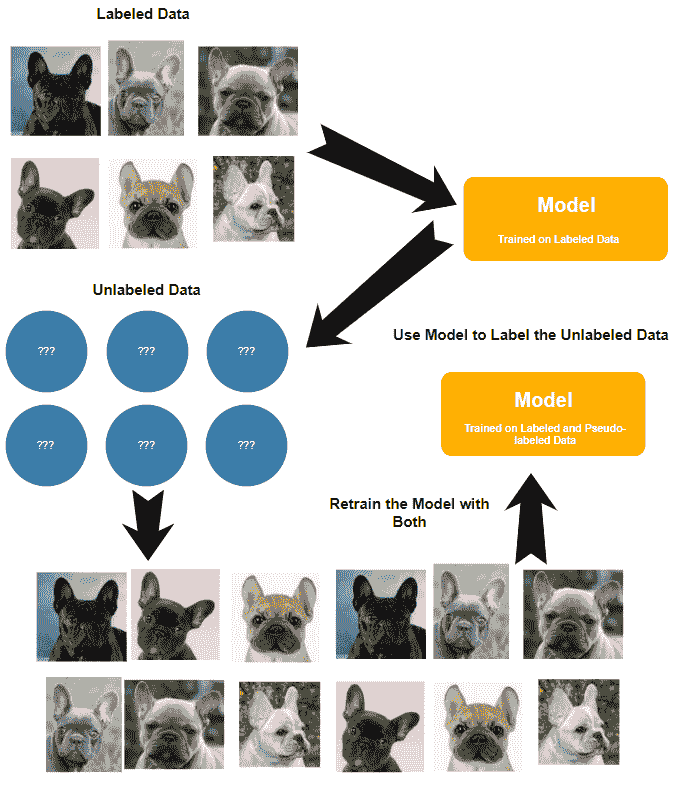 Labeled Data
Model
Trained on Labeled Data
Unlabeled Data
???
???
???
Use Model to Label the Unlabeled Data
???
???
???
Model
Trained on Labeled and Pseudo-
labeled Data
Retrain the Model with
Both